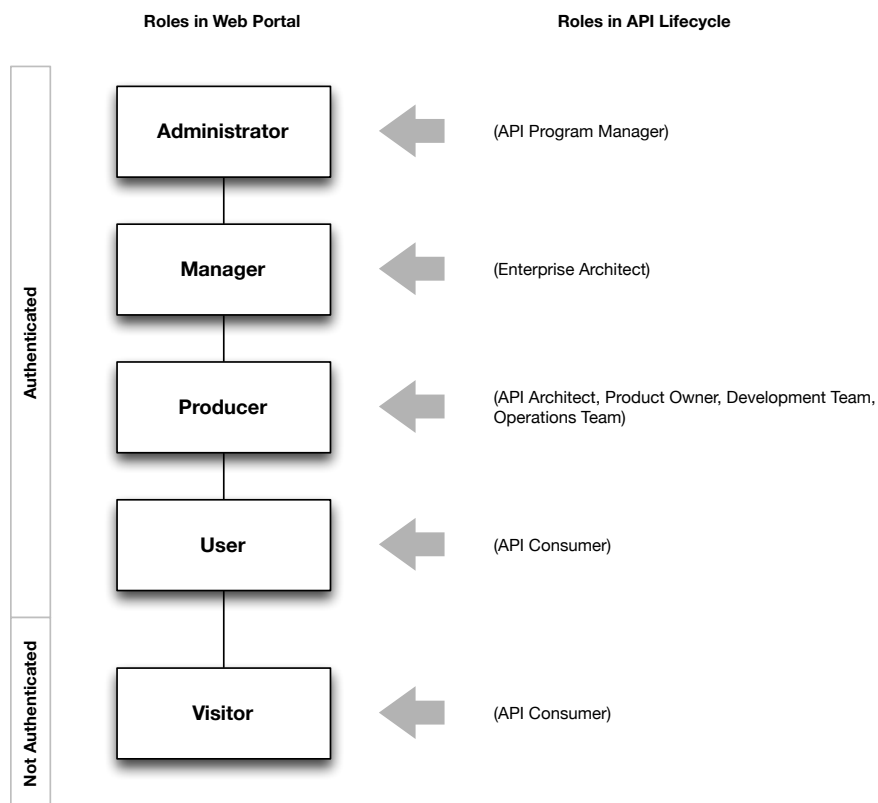 Roles in Web Portal
Roles in API Lifecycle
Authenticated
Administrator
(API Program Manager)
Manager
(Enterprise Architect)
Producer
(API Architect, Product Owner, Development Team,
Operations Team)
User
(API Consumer)
Not Authenticated
Visitor
(API Consumer)